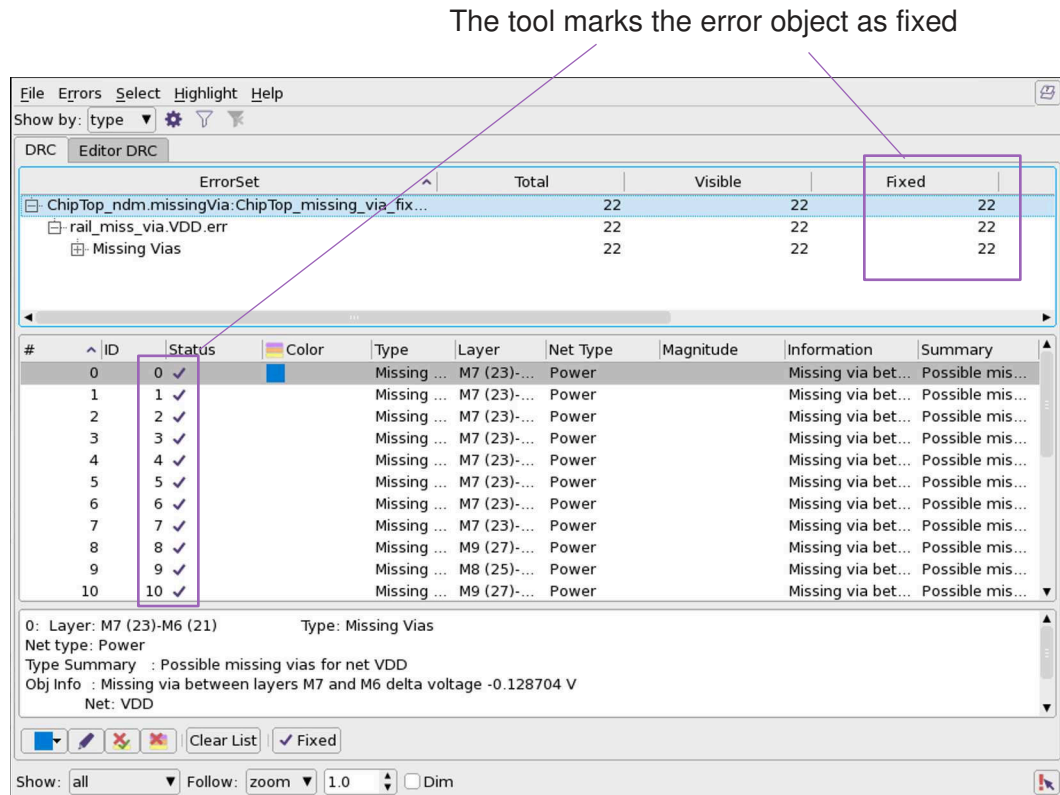 The tool marks the error object as fixed
File Errors Select Highlight Help
Show by: type
DRC Editor DRC
ErrorSet Total Visible Fixed
ChipTop_ndm.missingVia:ChipTop_missing_via_fix... 22 22 22
rail_miss_via.VDD.err 22 22 22
Missing Vias 22 22 22
# ID Status Color Type Layer Net Type Magnitude Information Summary
0 0 ✓ Missing ... M7 (23)-... Power Missing via bet... Possible mis...
1 1 ✓ Missing ... M7 (23)-... Power Missing via bet... Possible mis...
2 2 ✓ Missing ... M7 (23)-... Power Missing via bet... Possible mis...
3 3 ✓ Missing ... M7 (23)-... Power Missing via bet... Possible mis...
4 4 ✓ Missing ... M7 (23)-... Power Missing via bet... Possible mis...
5 5 ✓ Missing ... M7 (23)-... Power Missing via bet... Possible mis...
6 6 ✓ Missing ... M7 (23)-... Power Missing via bet... Possible mis...
7 7 ✓ Missing ... M7 (23)-... Power Missing via bet... Possible mis...
8 8 ✓ Missing ... M9 (27)-... Power Missing via bet... Possible mis...
9 9 ✓ Missing ... M8 (25)-... Power Missing via bet... Possible mis...
10 10 ✓ Missing ... M9 (27)-... Power Missing via bet... Possible mis...
0: Layer: M7 (23)-M6 (21) Type: Missing Vias
Net type: Power
Type Summary : Possible missing vias for net VDD
Obj Info : Missing via between layers M7 and M6 delta voltage -0.128704 V
Net: VDD
Clear List ✓ Fixed
Show: all Follow: zoom 1.0 Dim